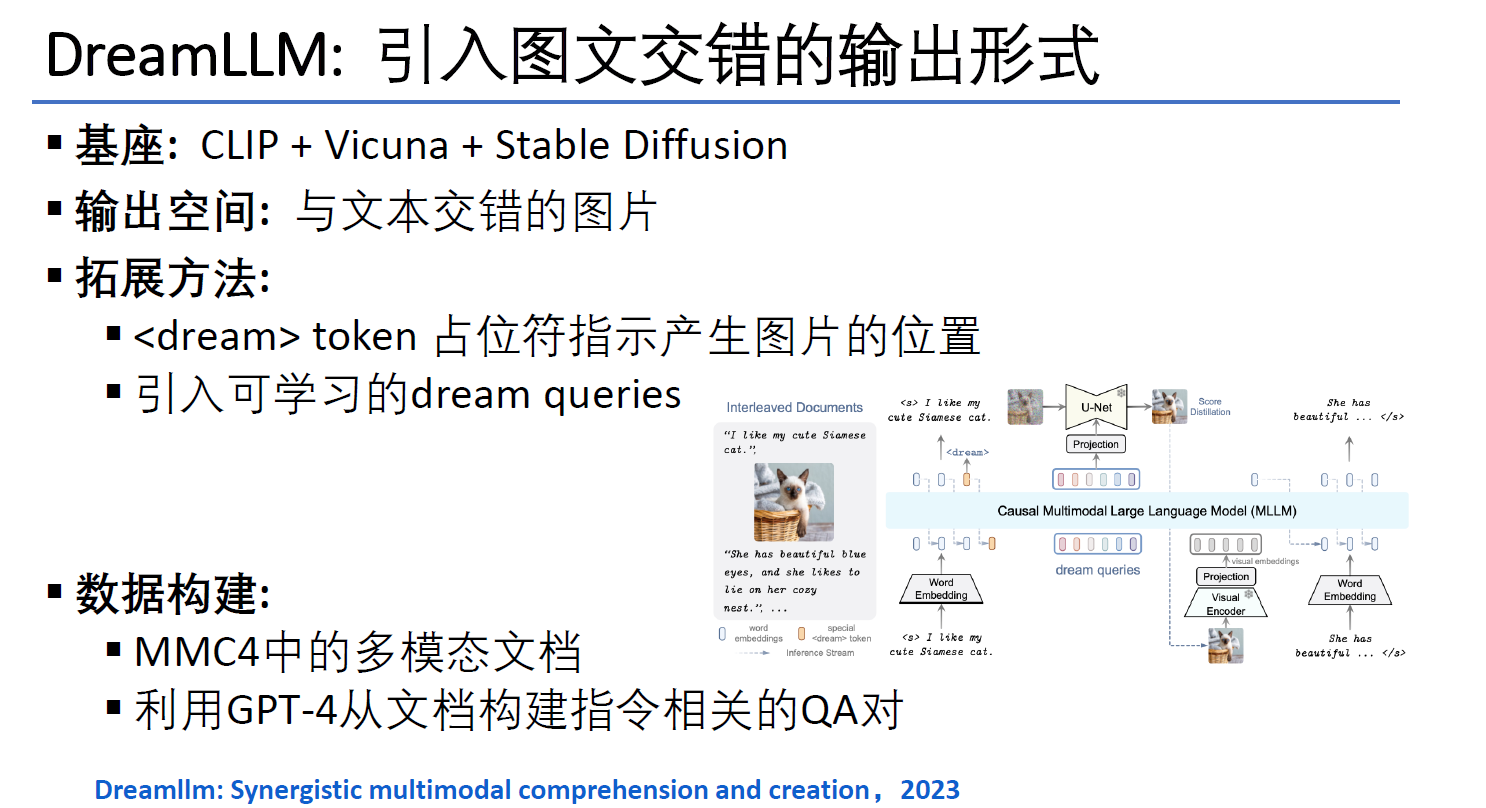 DreamLLM: 引入图文交错的输出形式
▪ 基座: CLIP + Vicuna + Stable Diffusion
▪ 输出空间: 与文本交错的图片
▪ 拓展方法:
▪ <dream> token 占位符指示产生图片的位置
▪ 引入可学习的dream queries
Interleaved Documents
“I like my cute Siamese
cat.”,
“She has beautiful blue
eyes, and she likes to
lie on her cozy
nest.”, ...
word
embeddings
special
<dream> token
Inference Stream
<s> I like my
cute Siamese cat.
<dream>
U-Net
Score
Distillation
Projection
She has
beautiful ... </s>
Causal Multimodal Large Language Model (MLLM)
dream queries
visual embeddings
Word
Embedding
Projection
Visual
Encoder
Word
Embedding
<s> I like my
cute Siamese cat.
She has
beautiful ... </s>
▪ 数据构建:
▪ MMC4中的多模态文档
▪ 利用GPT-4从文档构建指令相关的QA对
Dreamllm: Synergistic multimodal comprehension and creation，2023